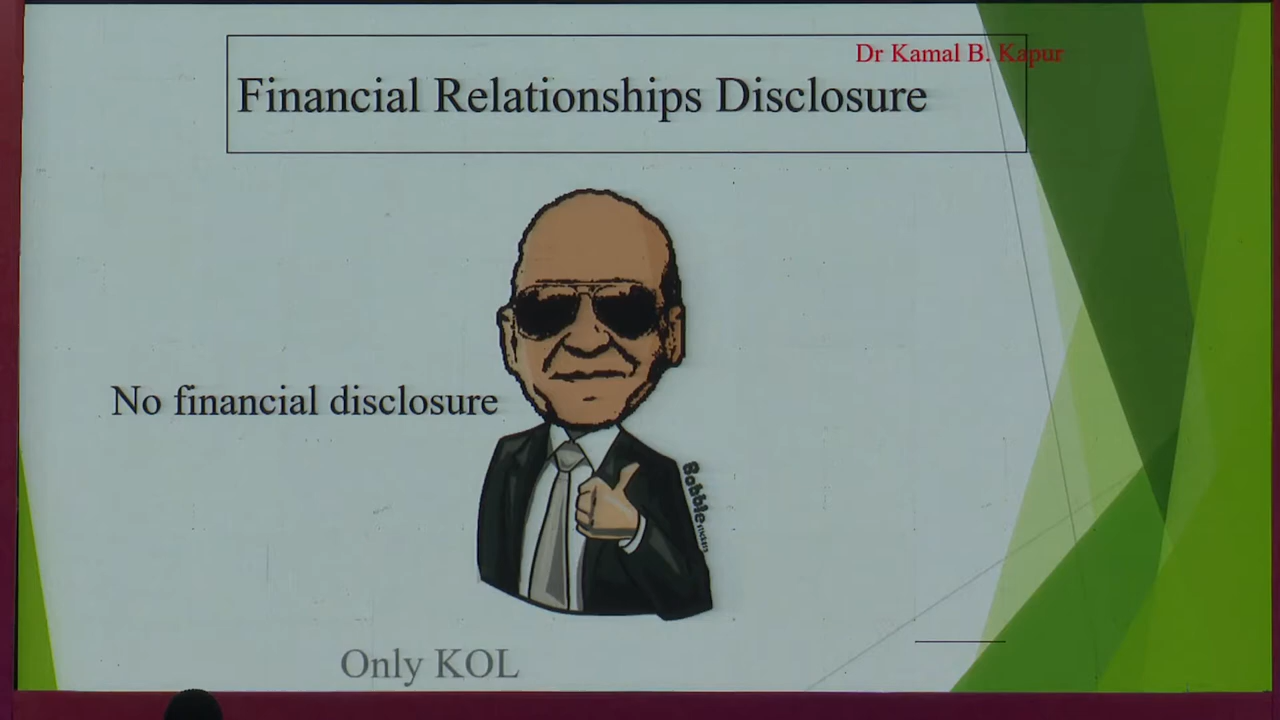 Dr Kamal B. Kapur
Financial Relationships Disclosure
No financial disclosure
Bobble
Only KOL